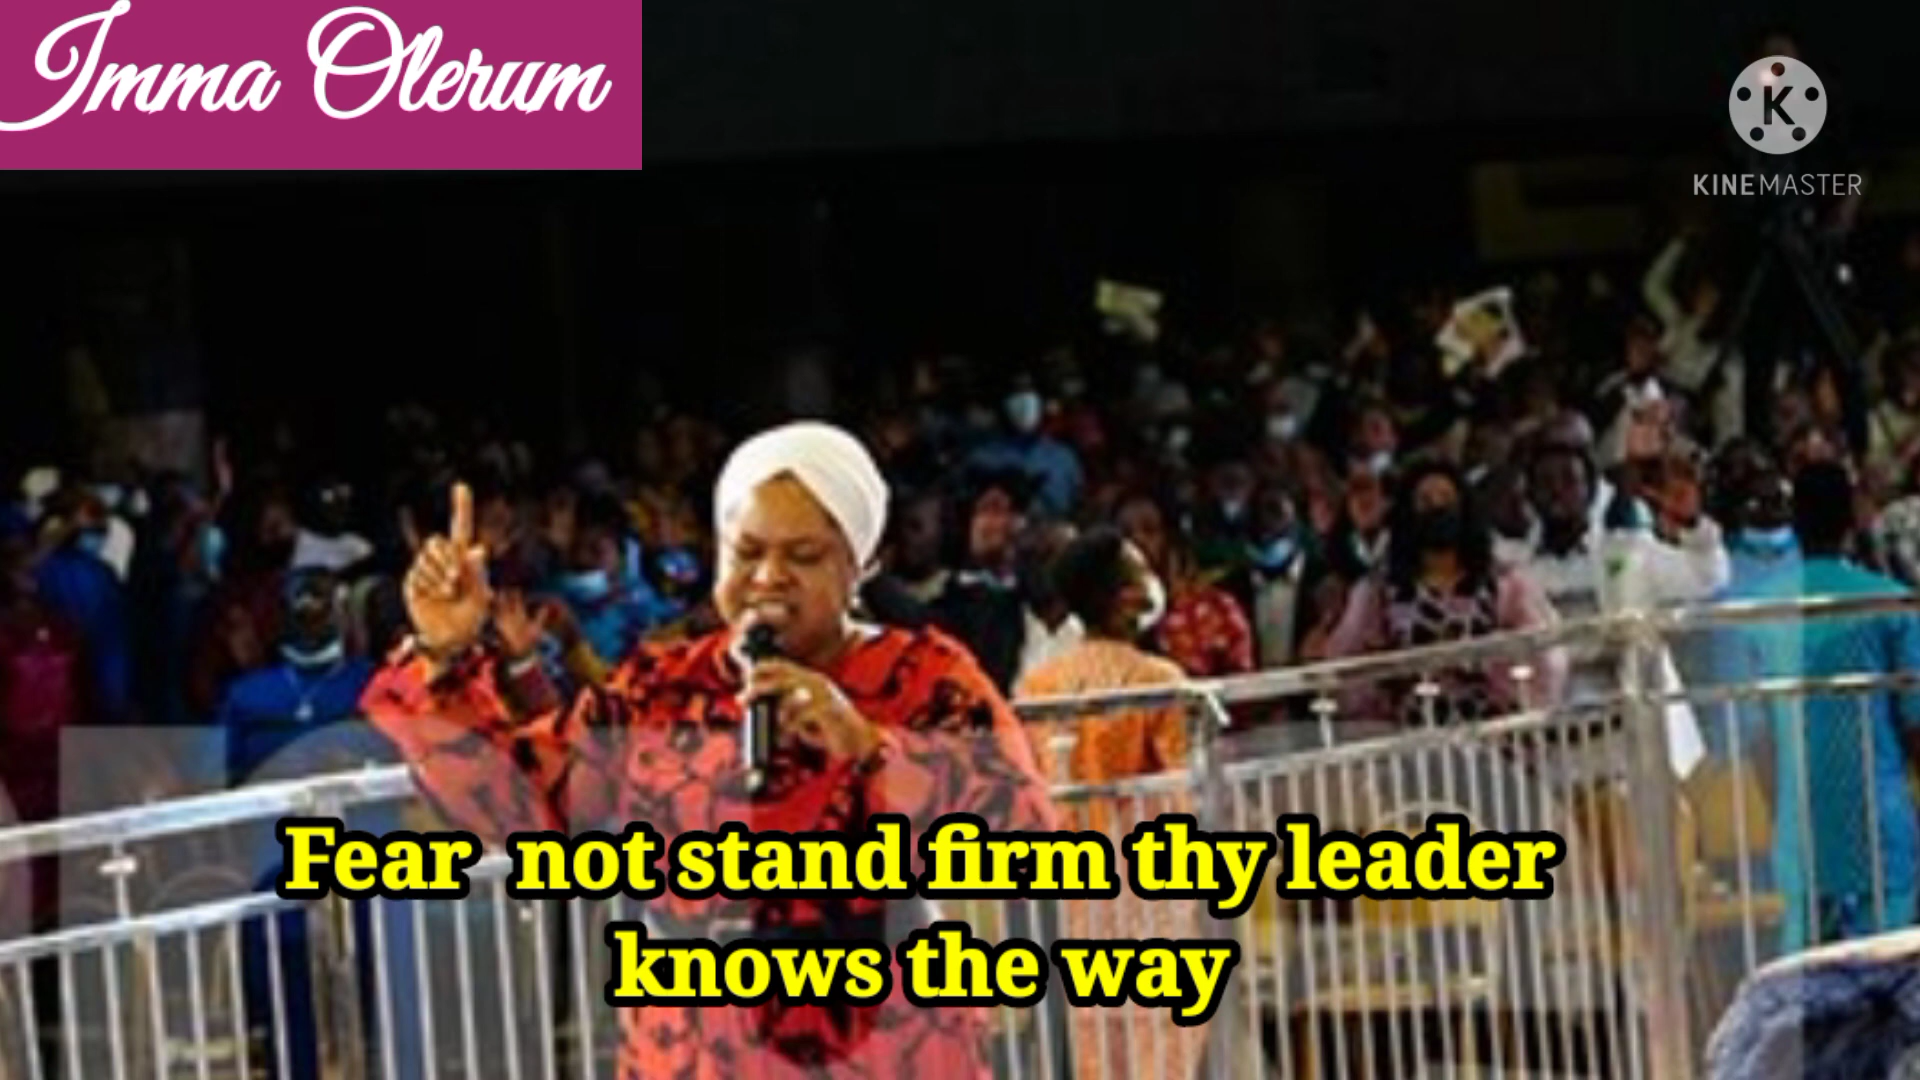 Imma Olerum
K
KINEMASTER
Fear not stand firm thy leader
knows the way